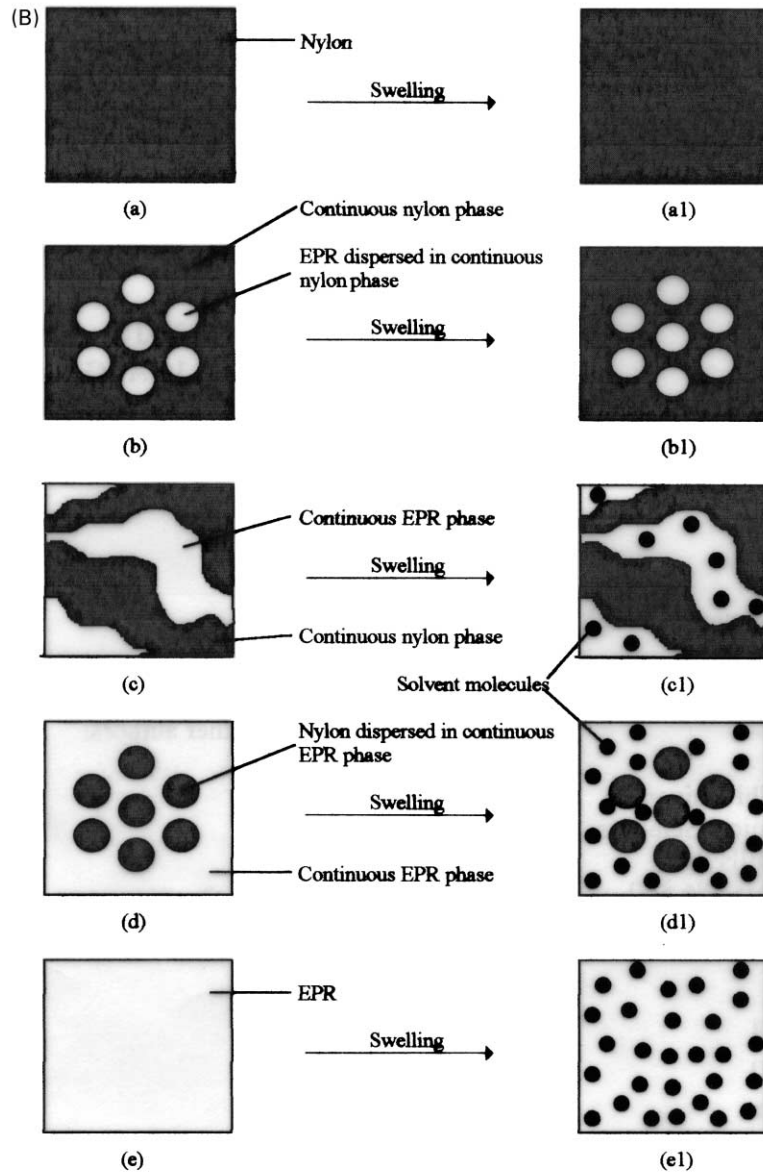 (B)
Nylon
Swelling
(a)
(a1)
Continuous nylon phase
EPR dispersed in continuous
nylon phase
Swelling
(b)
(b1)
Continuous EPR phase
Swelling
Continuous nylon phase
(c)
(c1)
Solvent molecules
Nylon dispersed in continuous
EPR phase
Swelling
Continuous EPR phase
(d)
(d1)
EPR
Swelling
(e)
(e1)